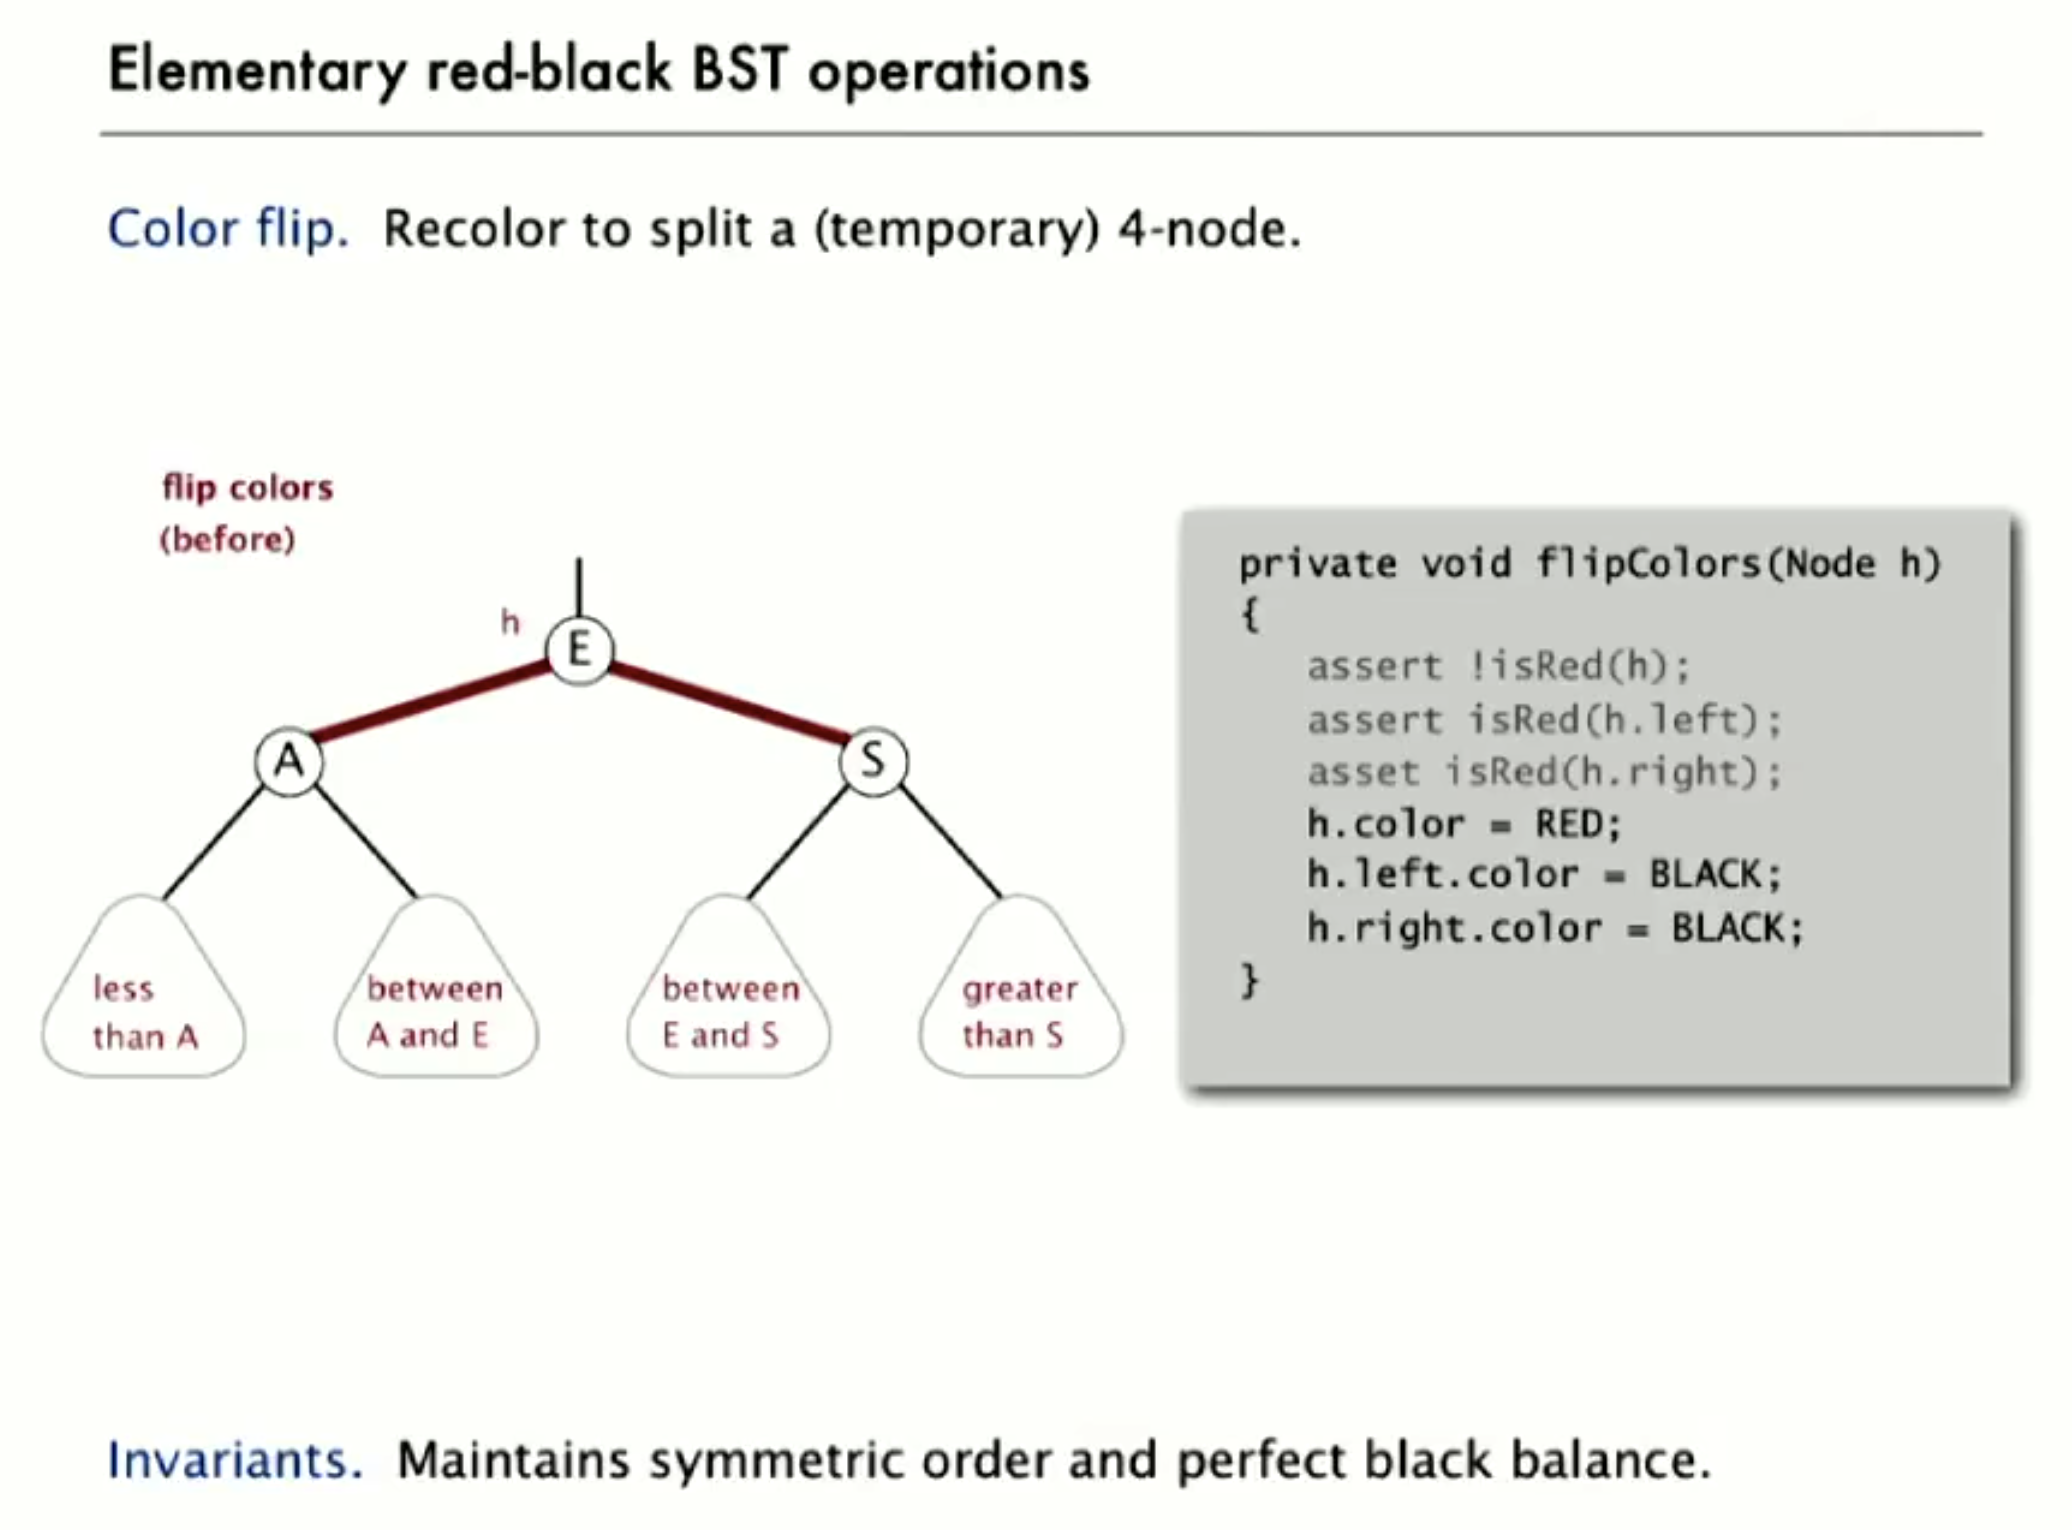 Elementary red-black BST operations
Color flip. Recolor to split a (temporary) 4-node.
flip colors
(before)
h
E
A
S
less
than A
between
A and E
between
E and S
greater
than S
private void flipColors(Node h)
{
assert !isRed(h);
assert isRed(h.left);
asset isRed(h.right);
h.color = RED;
h.left.color = BLACK;
h.right.color = BLACK;
}
Invariants. Maintains symmetric order and perfect black balance.